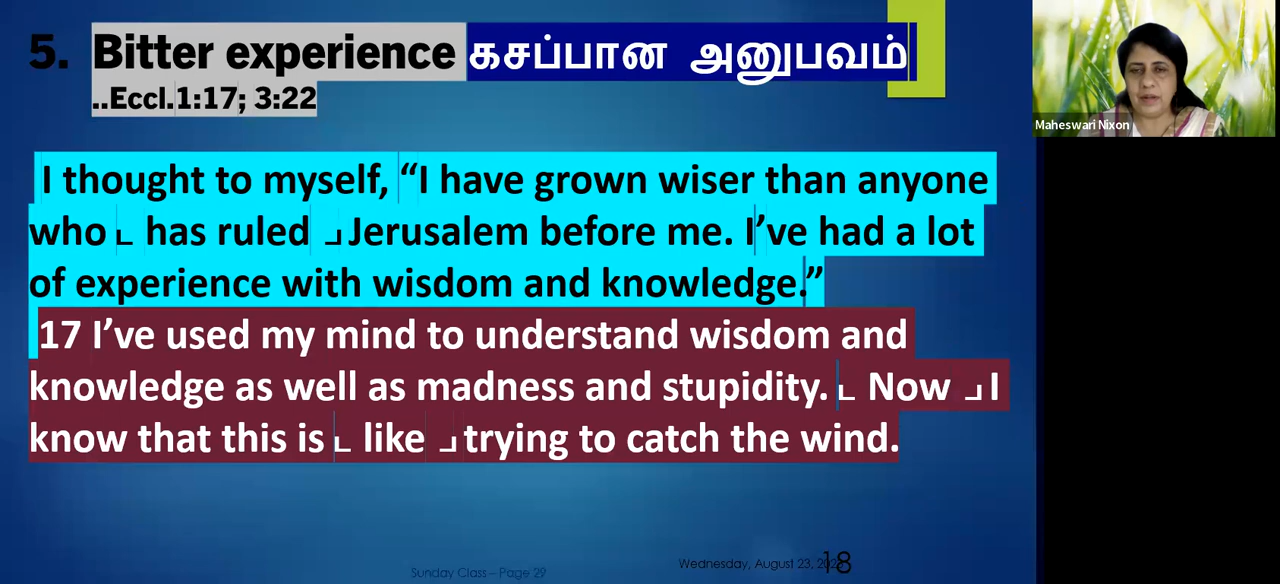 5. Bitter experience கசப்பான அனுபவம்
..Eccl.1:17; 3:22
Maheswari Nixon
I thought to myself, “I have grown wiser than anyone
who ⌞ has ruled ⌟ Jerusalem before me. I’ve had a lot
of experience with wisdom and knowledge.”
17 I’ve used my mind to understand wisdom and
knowledge as well as madness and stupidity. ⌞ Now ⌟ I
know that this is ⌞ like ⌟ trying to catch the wind.
Sunday Class – Page 29
Wednesday, August 23,
18